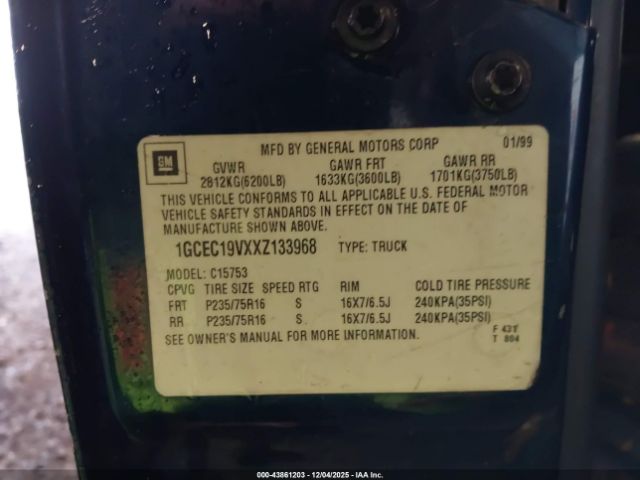 GM
MFD BY GENERAL MOTORS CORP 01/99
GVWR GAWR FRT GAWR RR
2812KG(6200LB) 1633KG(3600LB) 1701KG(3750LB)
THIS VEHICLE CONFORMS TO ALL APPLICABLE U.S. FEDERAL MOTOR
VEHICLE SAFETY STANDARDS IN EFFECT ON THE DATE OF
MANUFACTURE SHOWN ABOVE.
1GCEC19VXXZ133968 TYPE: TRUCK
MODEL: C15753
CPVG TIRE SIZE SPEED RTG RIM COLD TIRE PRESSURE
FRT P235/75R16 S 16X7/6.5J 240KPA(35PSI)
RR P235/75R16 S 16X7/6.5J 240KPA(35PSI)
SEE OWNER'S MANUAL FOR MORE INFORMATION.
F 431
T 804
000-43861203 - 12/04/2025 - IAA Inc.